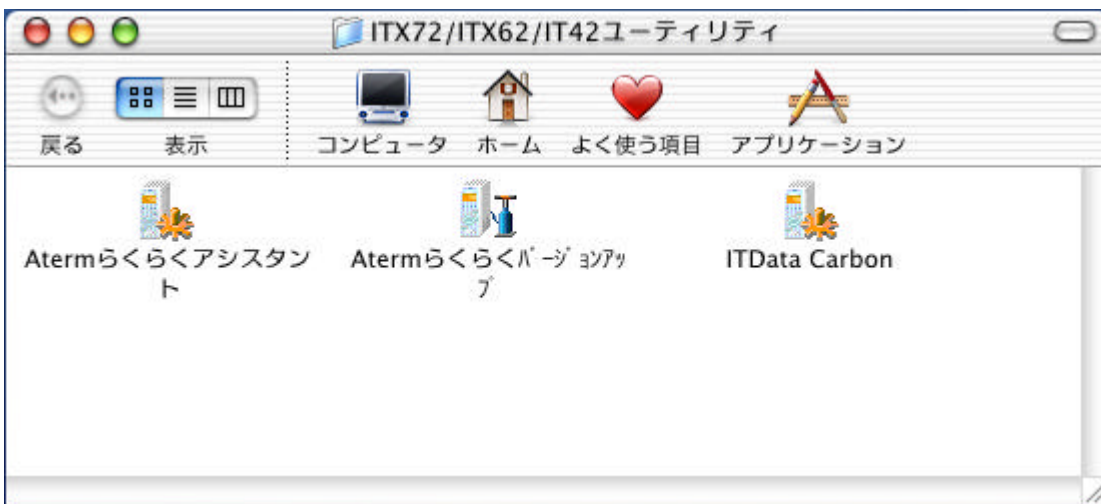 ITX72/ITX62/IT42ユーティリティ
戻る
表示
コンピュータ
ホーム
よく使う項目
アプリケーション
Atermらくらくアシスタン
ト
Atermらくらくﾊﾞｰｼﾞｮﾝｱｯ
ﾌﾟ
ITData Carbon